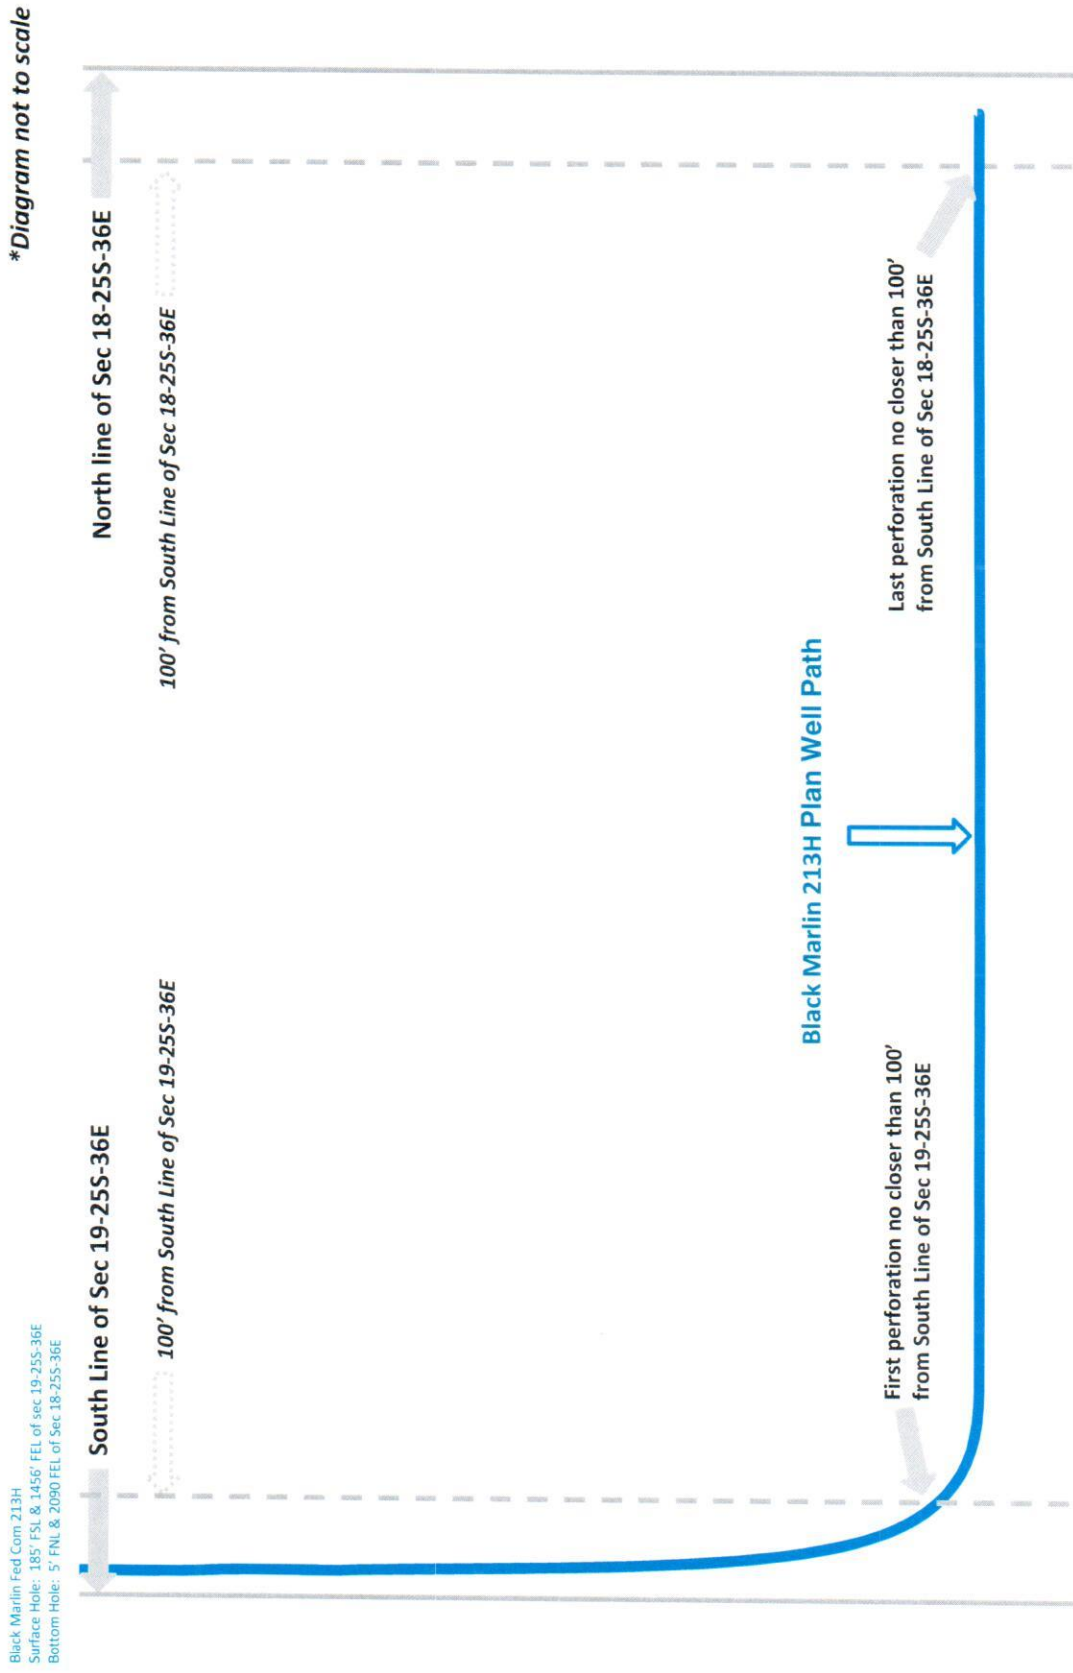 *Diagram not to scale
Black Marlin Fed Com 213H
Surface Hole: 185' FSL & 1456' FEL of sec 19-25S-36E
Bottom Hole: 5' FNL & 2090 FEL of Sec 18-25S-36E
South Line of Sec 19-25S-36E
North line of Sec 18-25S-36E
100' from South Line of Sec 19-25S-36E
100' from South Line of Sec 18-25S-36E
Black Marlin 213H Plan Well Path
First perforation no closer than 100'
from South Line of Sec 19-25S-36E
Last perforation no closer than 100'
from South Line of Sec 18-25S-36E